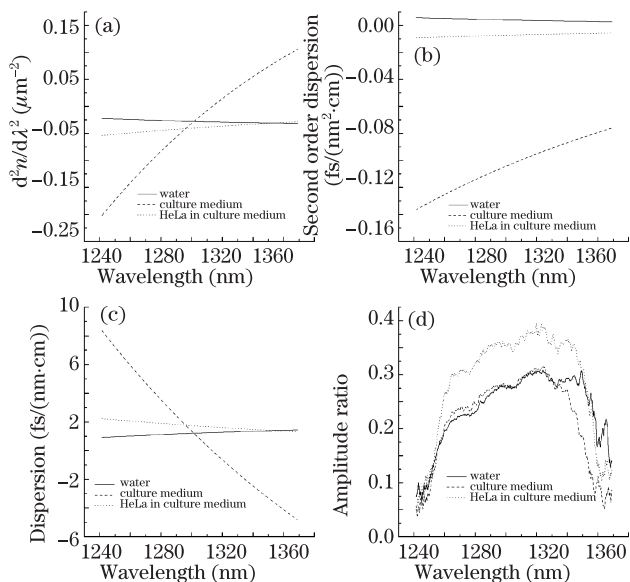 (a)
d²n/dλ² (μm⁻²)
0.15
0.05
−0.05
−0.15
−0.25
water
culture medium
HeLa in culture medium
1240 1280 1320 1360
Wavelength (nm)
(b)
Second order dispersion
(fs/(nm²·cm))
0.00
−0.04
−0.08
−0.12
−0.16
water
culture medium
HeLa in culture medium
1240 1280 1320 1360
Wavelength (nm)
(c)
Dispersion (fs/(nm·cm))
10
6
2
−2
−6
water
culture medium
HeLa in culture medium
1240 1280 1320 1360
Wavelength (nm)
(d)
Amplitude ratio
0.4
0.3
0.2
0.1
0.0
water
culture medium
HeLa in culture medium
1240 1280 1320 1360
Wavelength (nm)